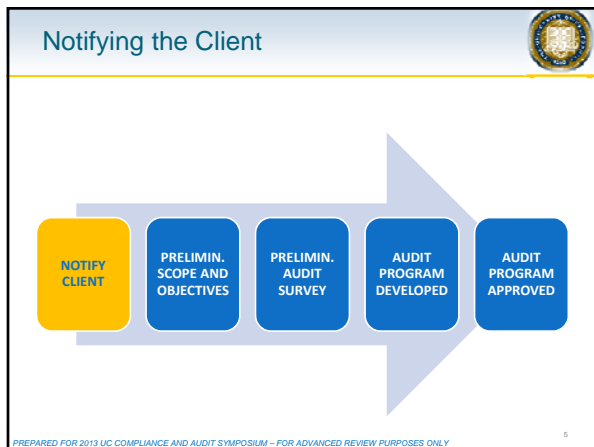 Notifying the Client
NOTIFY
CLIENT
PRELIMIN.
SCOPE AND
OBJECTIVES
PRELIMIN.
AUDIT
SURVEY
AUDIT
PROGRAM
DEVELOPED
AUDIT
PROGRAM
APPROVED
PREPARED FOR 2013 UC COMPLIANCE AND AUDIT SYMPOSIUM – FOR ADVANCED REVIEW PURPOSES ONLY
5